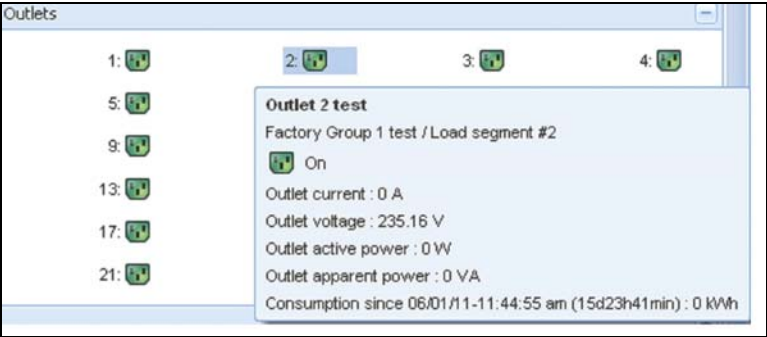 Outlets
1: 2: 3: 4:
5:
9:
13:
17:
21:
Outlet 2 test
Factory Group 1 test / Load segment #2
On
Outlet current : 0 A
Outlet voltage : 235.16 V
Outlet active power : 0 W
Outlet apparent power : 0 VA
Consumption since 06/01/11-11:44:55 am (15d23h41min) : 0 kWh